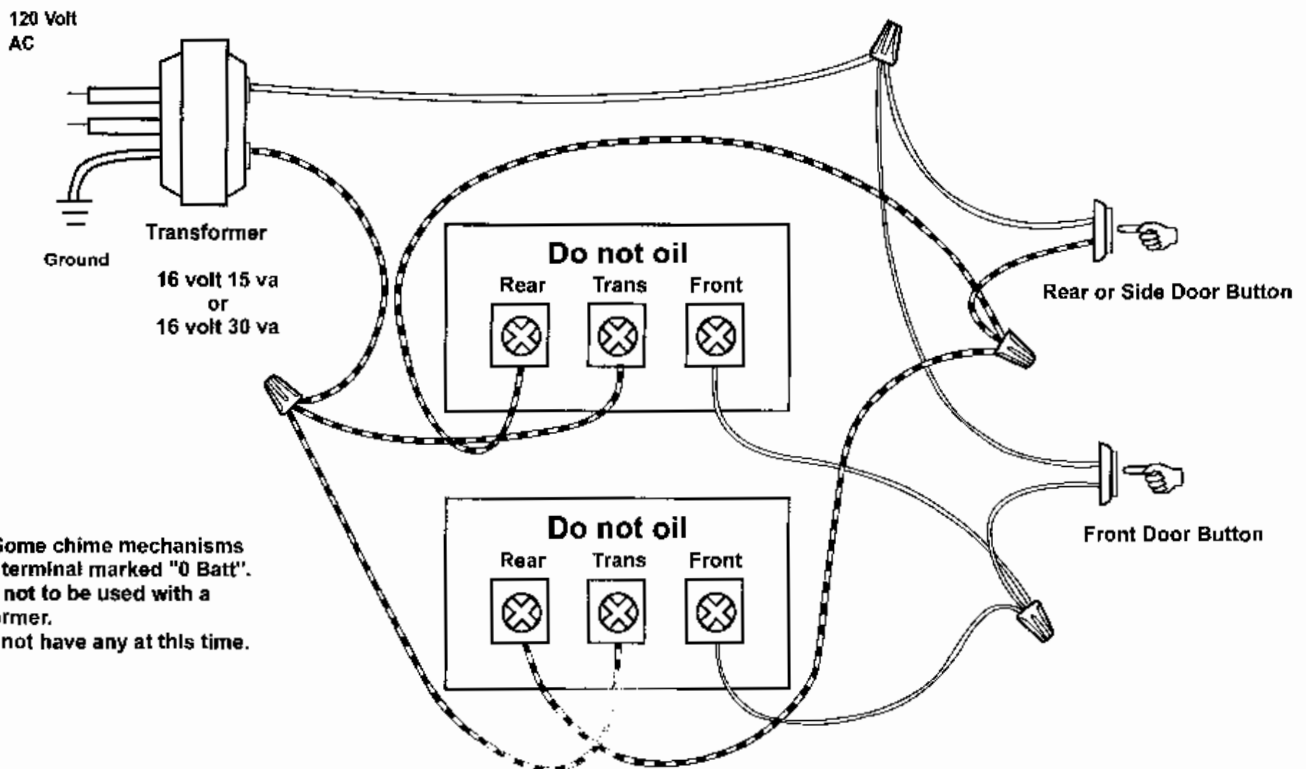 120 Volt
AC
Transformer
Ground
16 volt 15 va
or
16 volt 30 va
Do not oil
Rear Trans Front
Rear or Side Door Button
Do not oil
Rear Trans Front
Front Door Button
Some chime mechanisms
terminal marked "0 Batt".
not to be used with a
ormer.
not have any at this time.